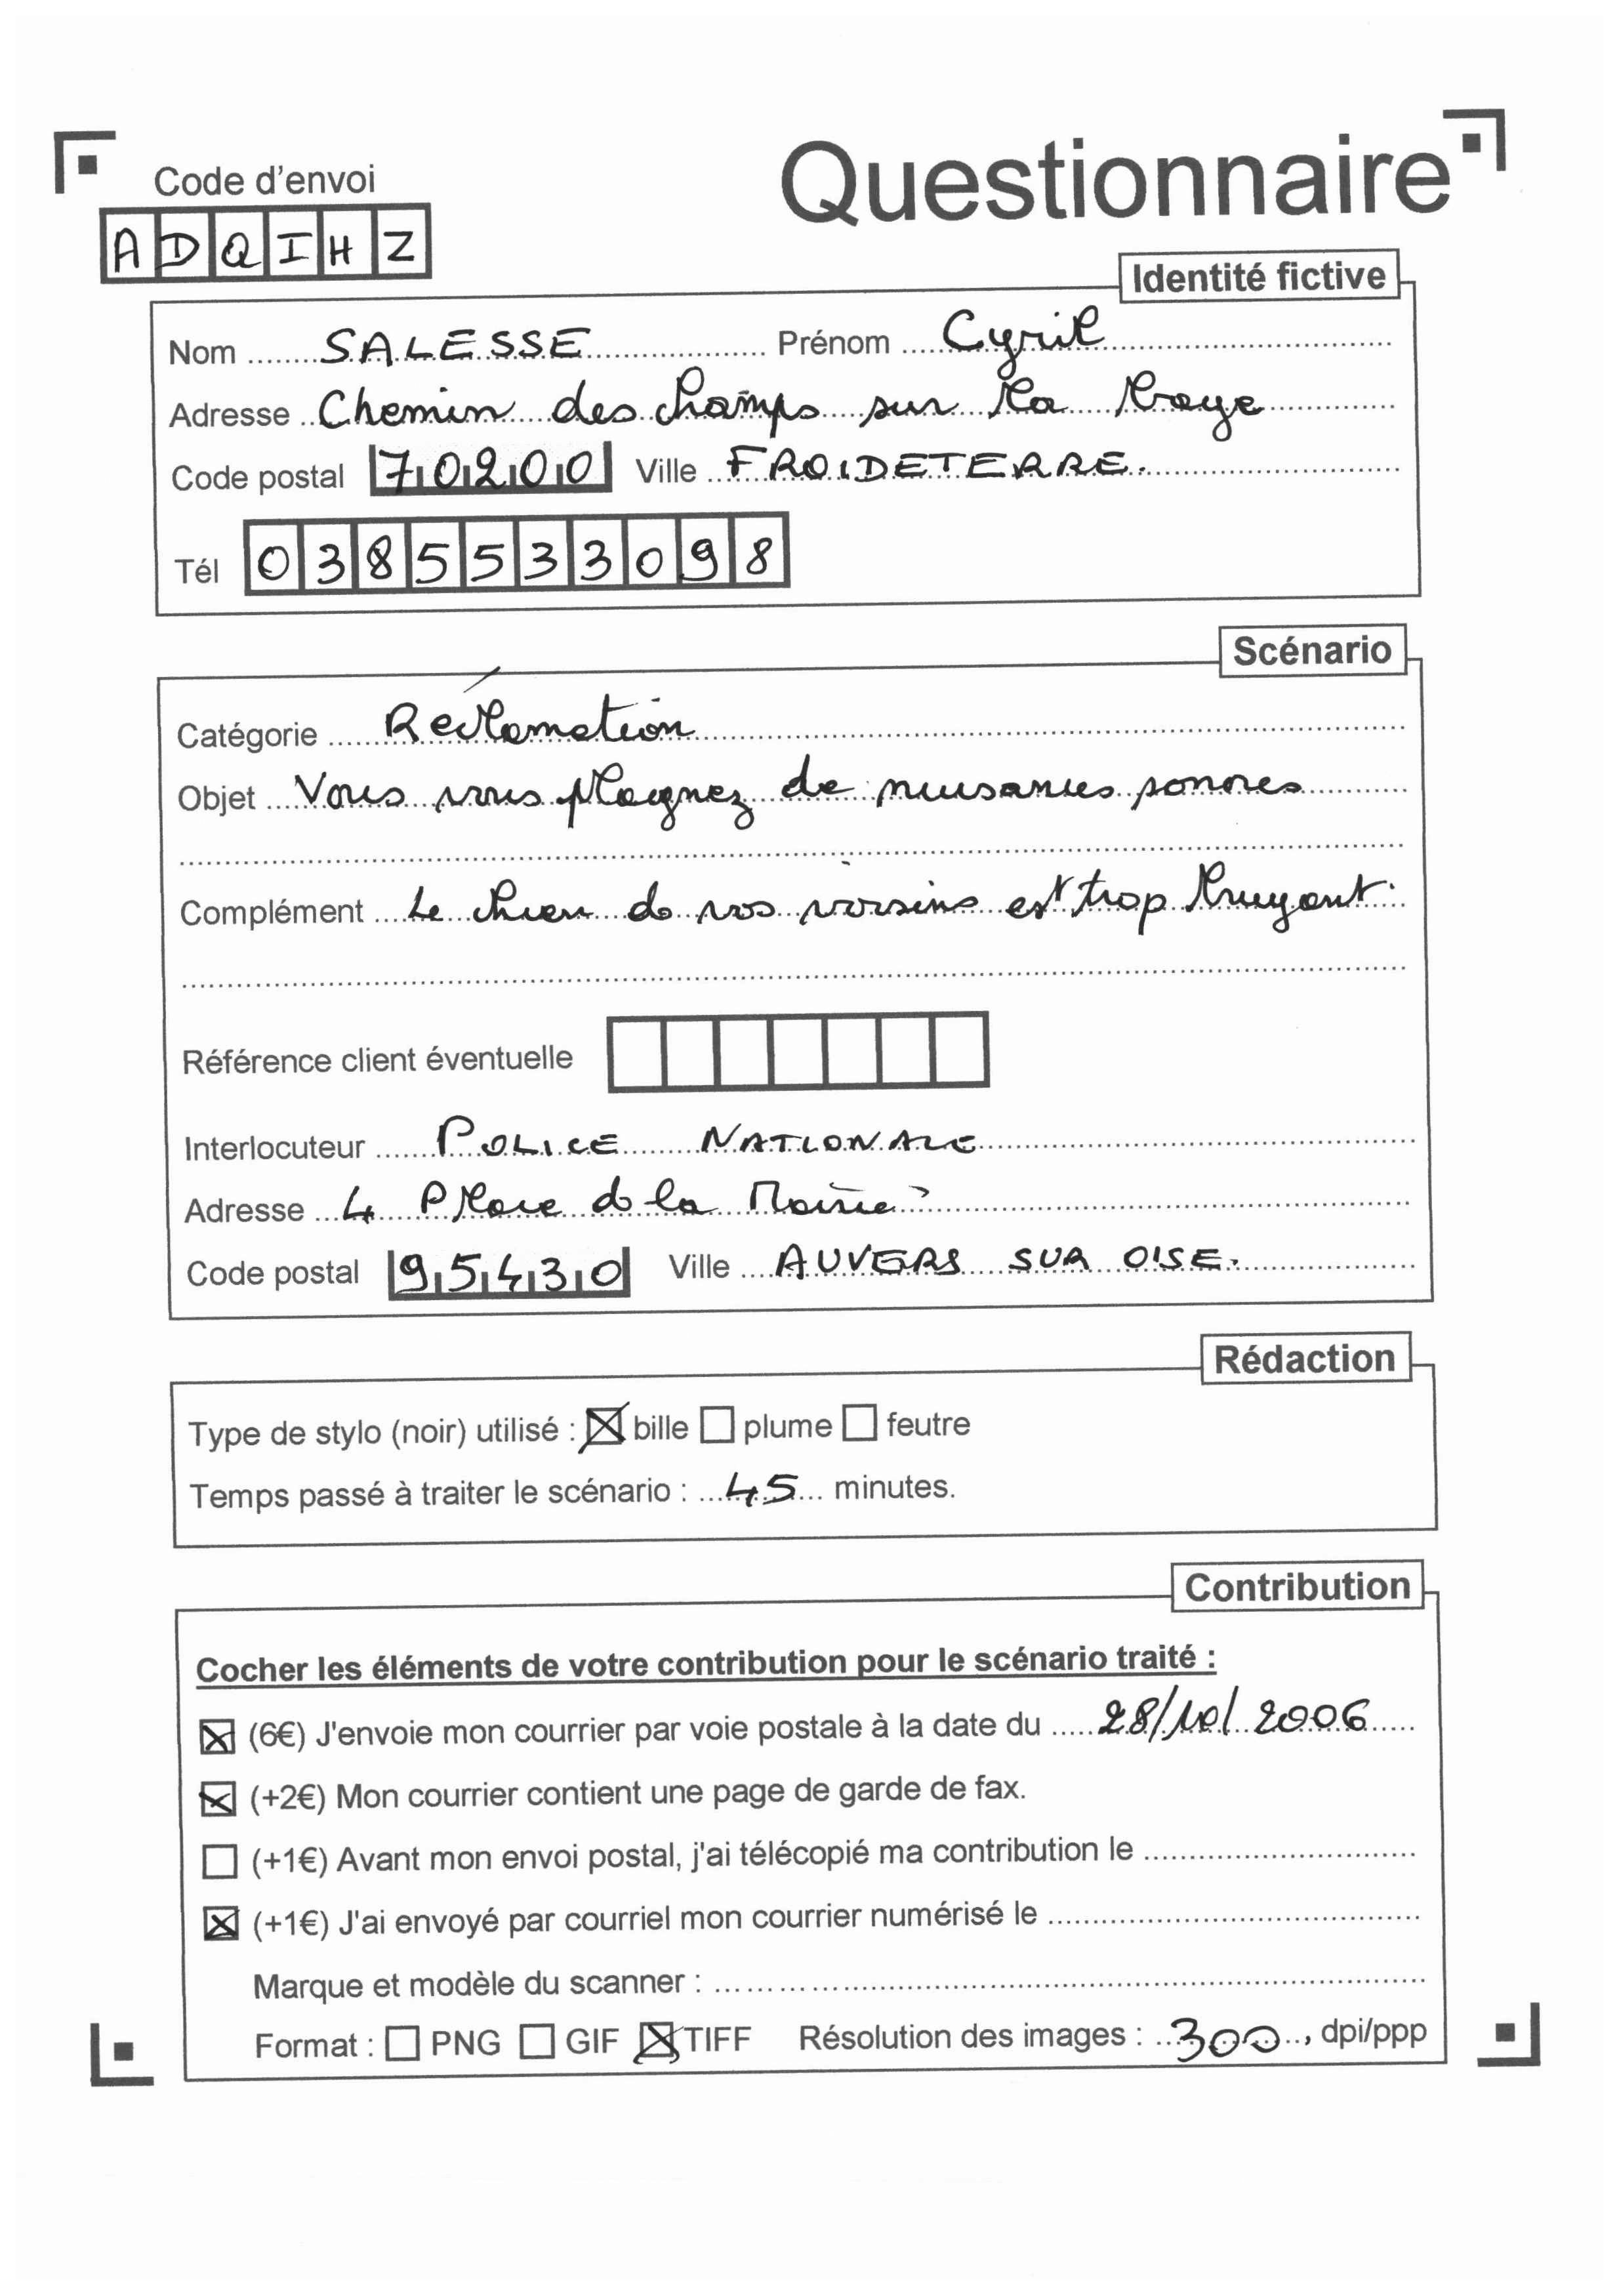 Questionnaire
Code d'envoi
ADQIHZ
Identité fictive
Nom SALESSE Prénom Cyril
Adresse Chemin des champs sur la Haye
Code postal 70200 Ville FROIDETERRE.
Tél 0385533098
Scénario
Catégorie Réclamation
Objet Vous vous plaignez de nuisances sonores
Complément Le chien de vos voisins est trop bruyant.
Référence client éventuelle
Interlocuteur POLICE NATIONALE
Adresse 4 Place de la Mairie
Code postal 95430 Ville AUVERS SUR OISE.
Rédaction
Type de stylo (noir) utilisé : bille plume feutre
Temps passé à traiter le scénario : 45 minutes.
Contribution
Cocher les éléments de votre contribution pour le scénario traité :
(6€) J'envoie mon courrier par voie postale à la date du 28/10/2006
(+2€) Mon courrier contient une page de garde de fax.
(+1€) Avant mon envoi postal, j'ai télécopié ma contribution le
(+1€) J'ai envoyé par courriel mon courrier numérisé le
Marque et modèle du scanner :
Format : PNG GIF TIFF Résolution des images : 300 dpi/ppp